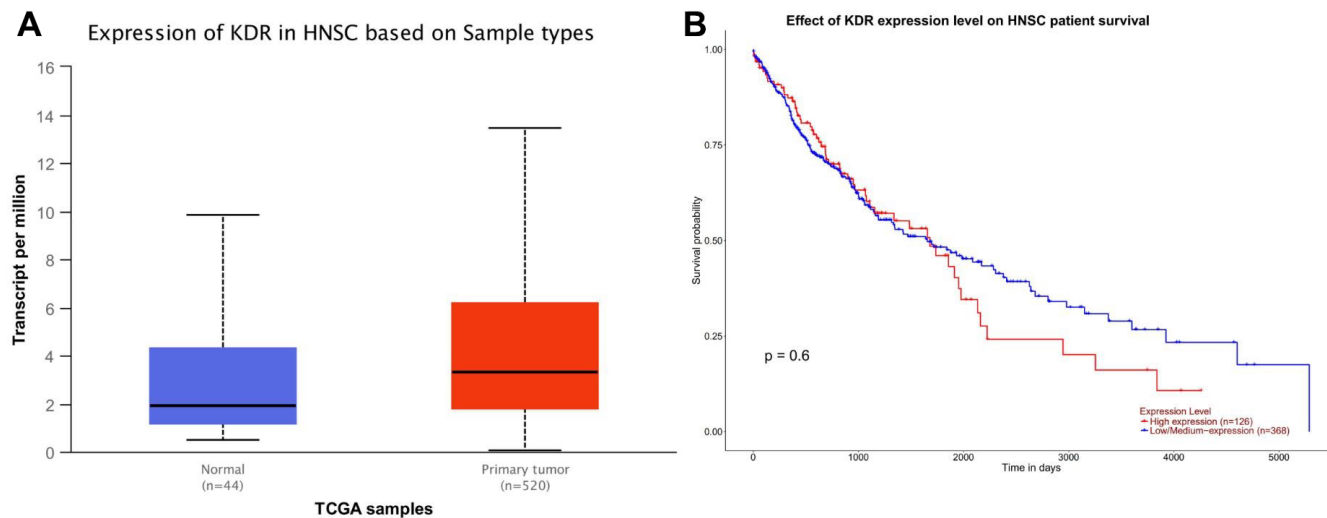 A
Expression of KDR in HNSC based on Sample types
Transcript per million
16
14
12
10
8
6
4
2
0
Normal
(n=44)
Primary tumor
(n=520)
TCGA samples
B
Effect of KDR expression level on HNSC patient survival
Survival probability
1.00
0.75
0.50
0.25
0.00
p = 0.6
Expression Level
High expression (n=126)
Low/Medium-expression (n=368)
0
1000
2000
3000
4000
5000
Time in days